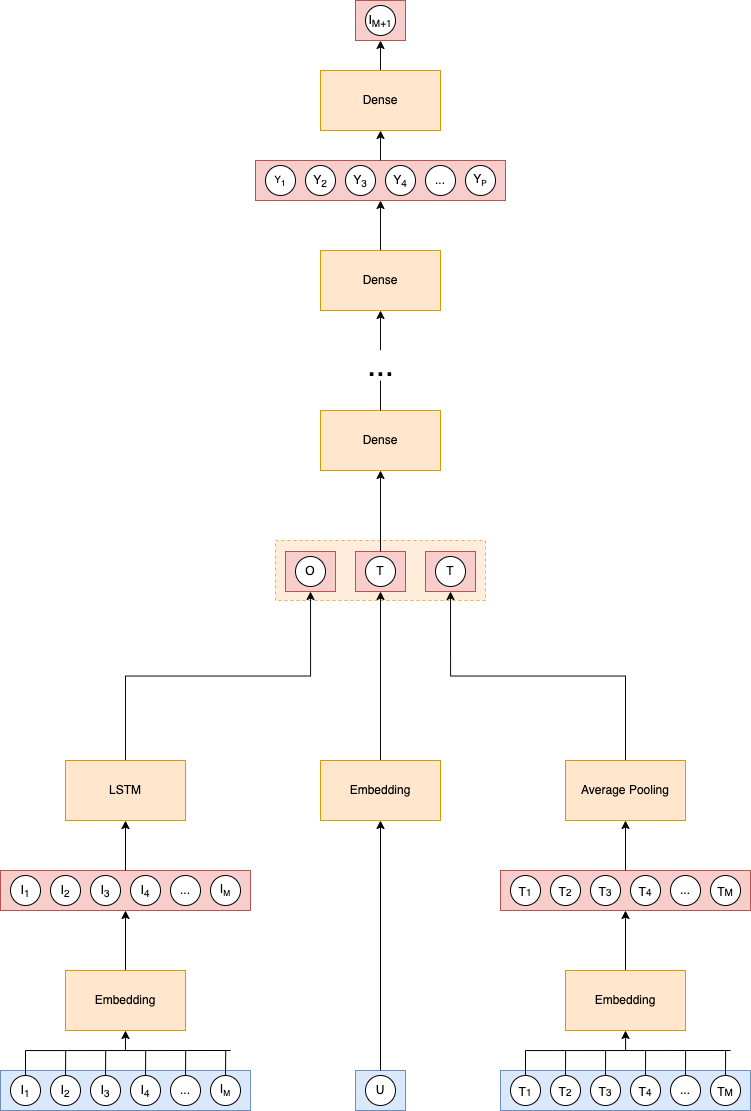 I_M+1
Dense
Y_1 Y_2 Y_3 Y_4 ... Y_P
Dense
...
Dense
O T T
LSTM Embedding Average Pooling
I_1 I_2 I_3 I_4 ... I_M T_1 T_2 T_3 T_4 ... T_M
Embedding Embedding
I_1 I_2 I_3 I_4 ... I_M U T_1 T_2 T_3 T_4 ... T_M